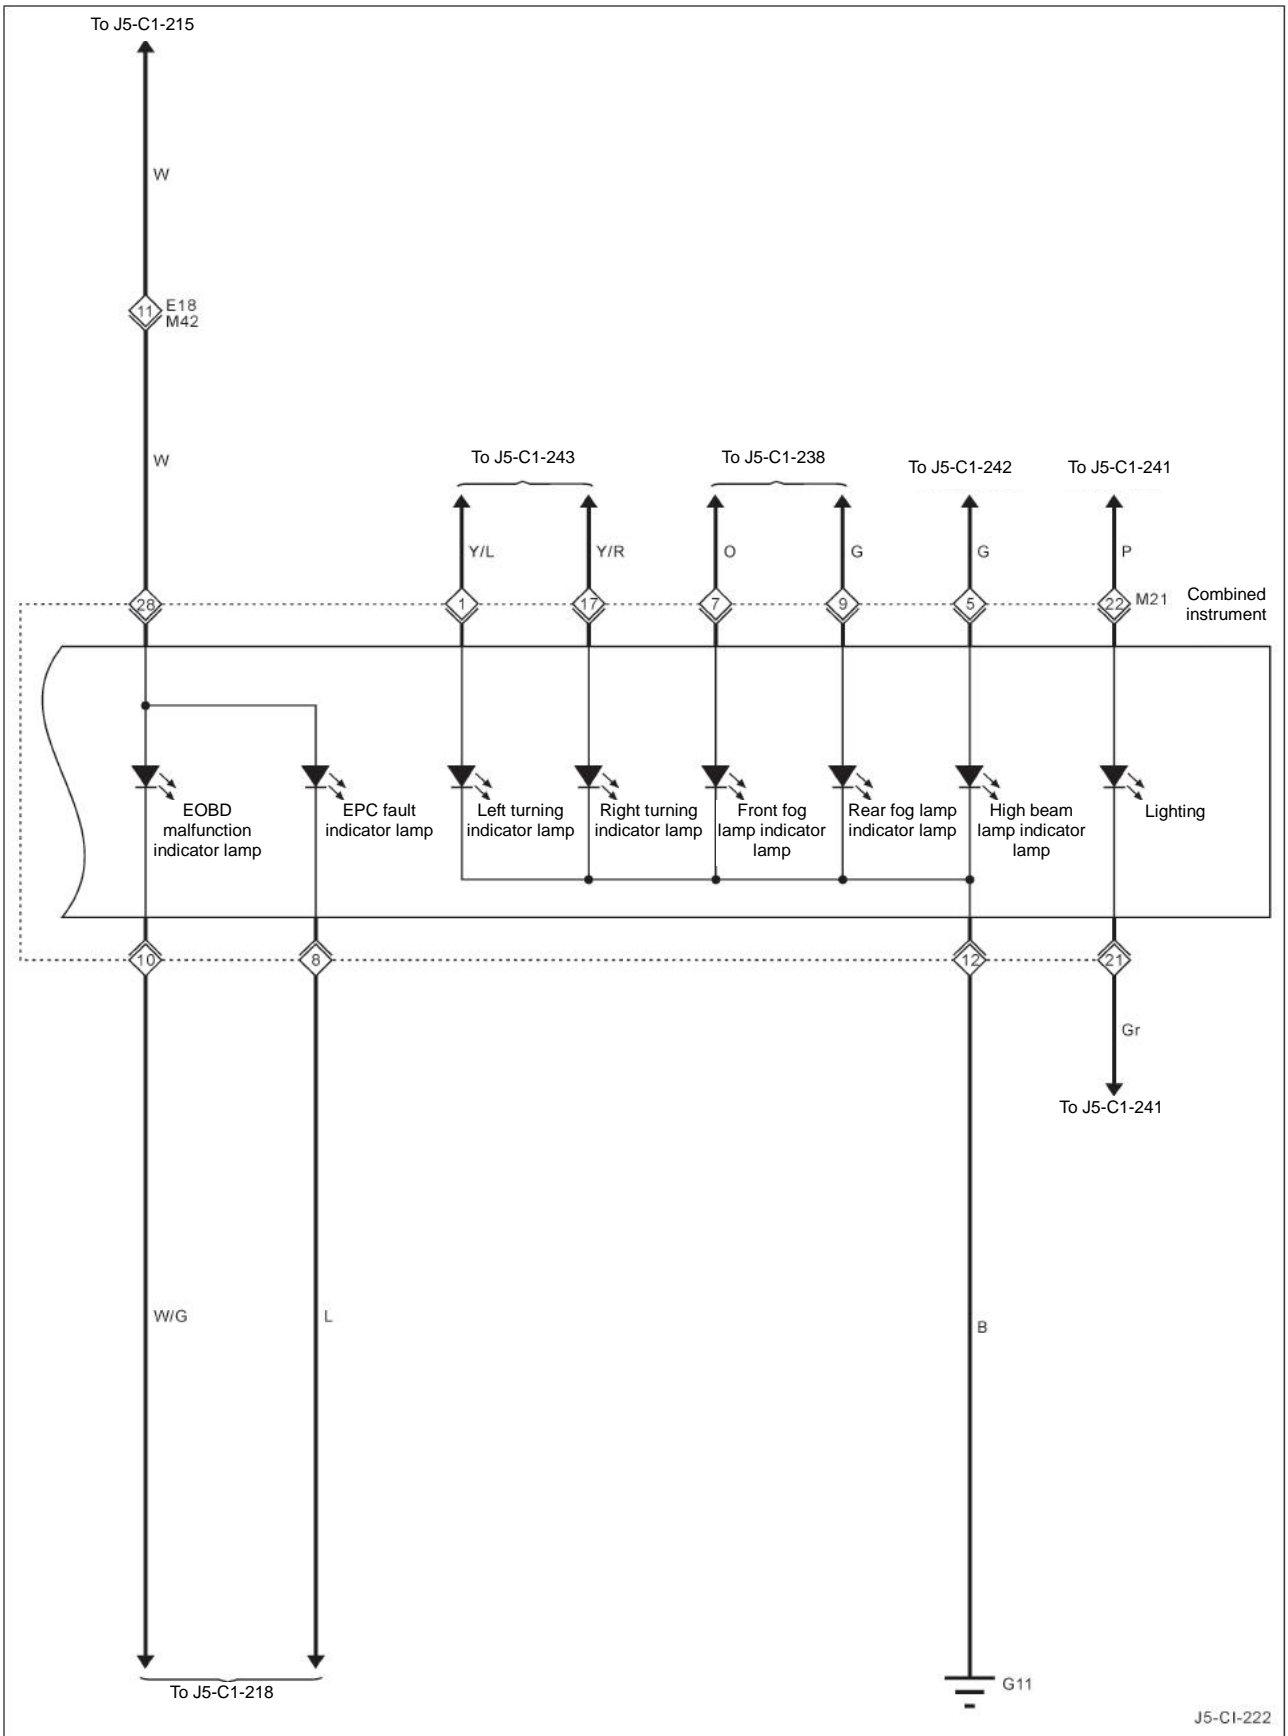 To J5-C1-215
W
11
E18
M42
W
To J5-C1-243
To J5-C1-238
To J5-C1-242
To J5-C1-241
Y/L
Y/R
O
G
G
P
28
1
17
7
9
5
22
M21
Combined
instrument
EOBD
malfunction
indicator lamp
EPC fault
indicator lamp
Left turning
indicator lamp
Right turning
indicator lamp
Front fog
lamp indicator
lamp
Rear fog lamp
indicator lamp
High beam
lamp indicator
lamp
Lighting
10
8
12
21
Gr
To J5-C1-241
W/G
L
B
To J5-C1-218
G11
J5-CI-222